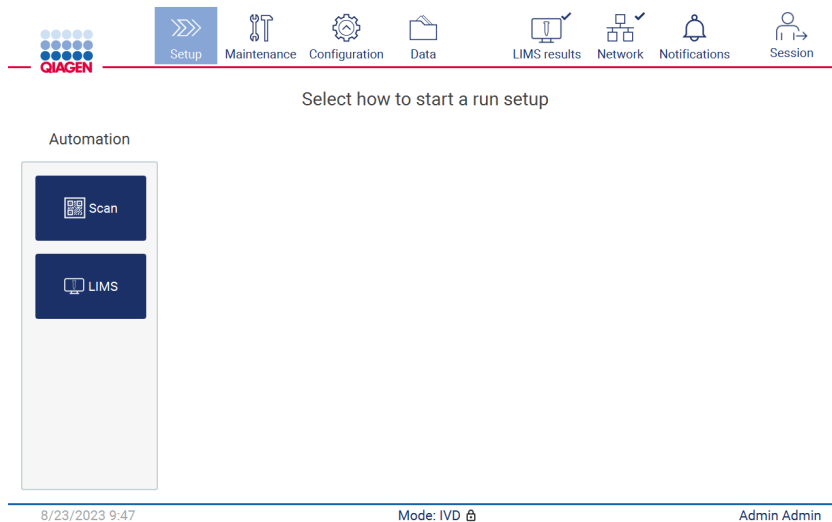 QIAGEN
Setup Maintenance Configuration Data LIMS results Network Notifications Session
Select how to start a run setup
Automation
Scan
LIMS
8/23/2023 9:47 Mode: IVD Admin Admin